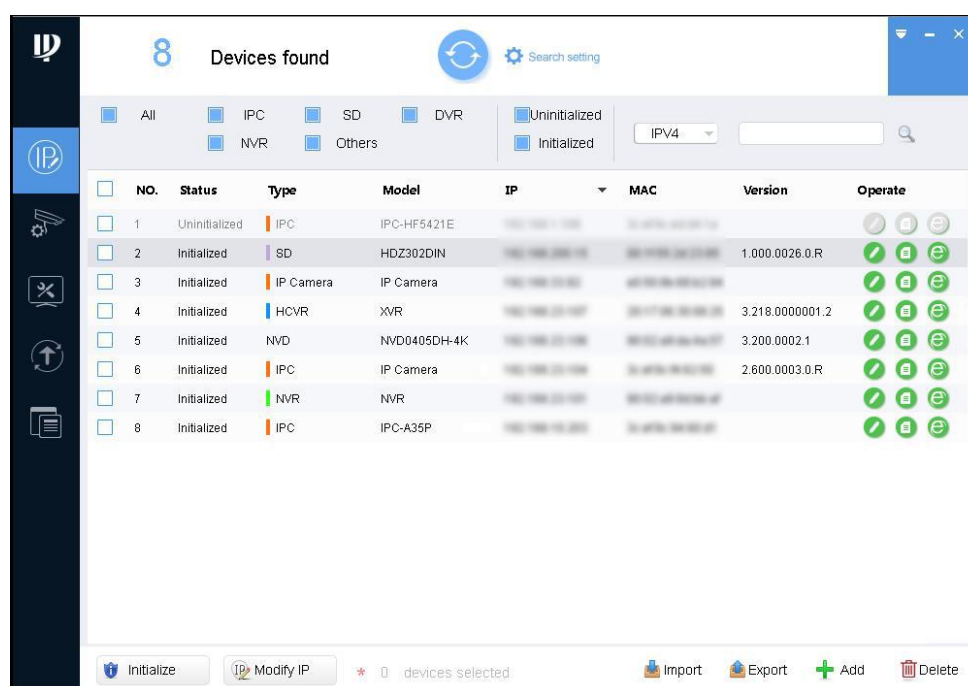 8 Devices found Search setting
All IPC SD DVR Uninitialized
NVR Others Initialized IPV4
NO. Status Type Model IP MAC Version Operate
1 Uninitialized IPC IPC-HF5421E
2 Initialized SD HDZ302DIN 1.000.0026.0.R
3 Initialized IP Camera IP Camera
4 Initialized HCVR XVR 3.218.0000001.2
5 Initialized NVD NVD0405DH-4K 3.200.0002.1
6 Initialized IPC IP Camera 2.600.0003.0.R
7 Initialized NVR NVR
8 Initialized IPC IPC-A35P
Initialize IP Modify IP * 0 devices selected Import Export Add Delete